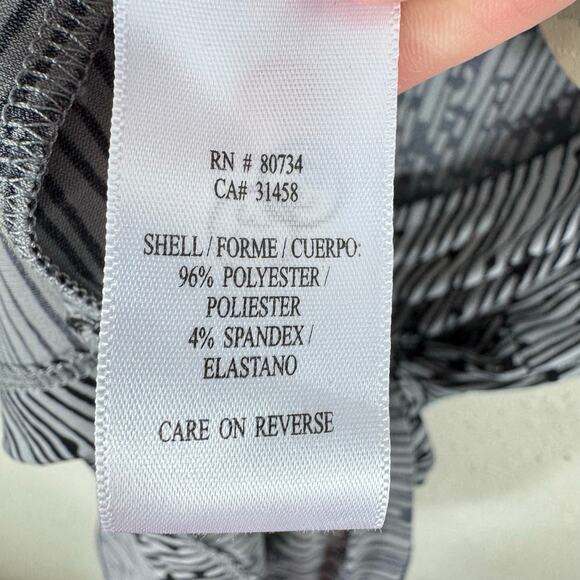 RN # 80734
CA# 31458
SHELL / FORME / CUERPO:
96% POLYESTER /
POLIESTER
4% SPANDEX /
ELASTANO
CARE ON REVERSE